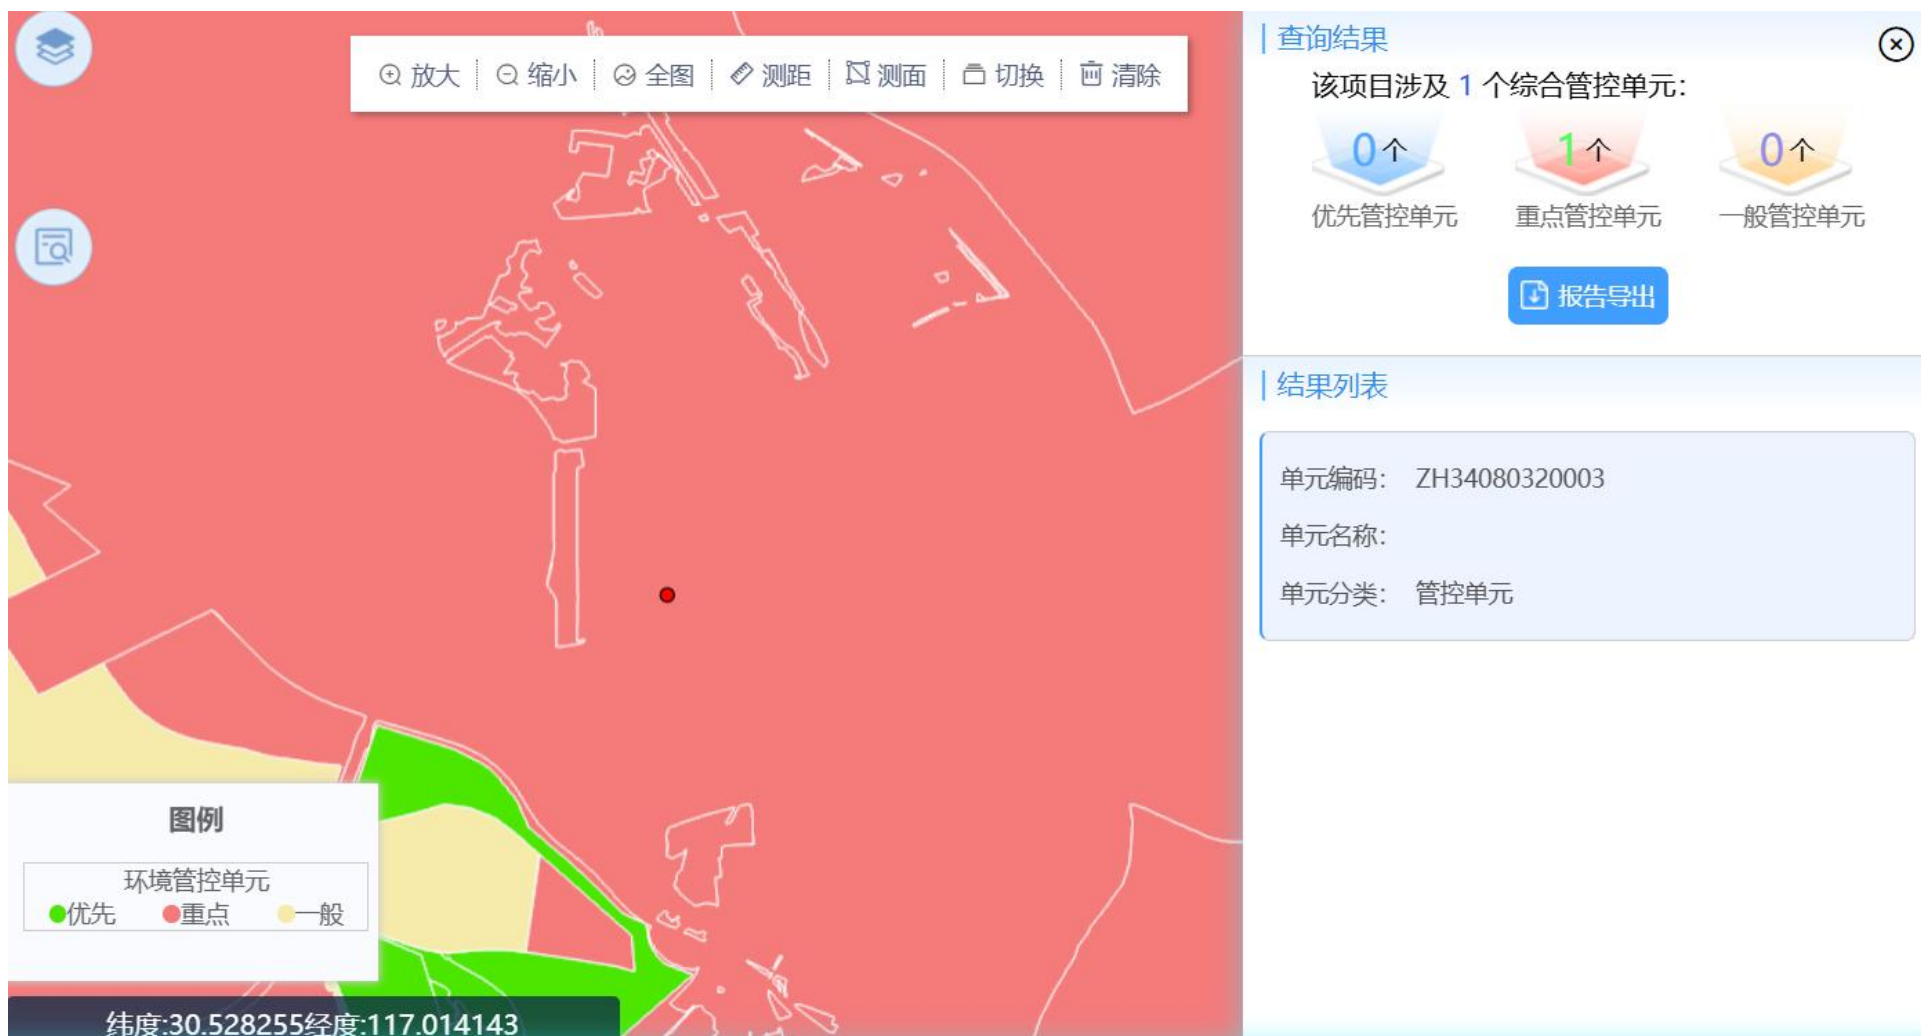 放大 缩小 全图 测距 测面 切换 清除
查询结果
该项目涉及 1 个综合管控单元:
0个 1个 0个
优先管控单元 重点管控单元 一般管控单元
报告导出
结果列表
单元编码: ZH34080320003
单元名称:
单元分类: 管控单元
图例
环境管控单元
优先 重点 一般
纬度:30.528255经度:117.014143